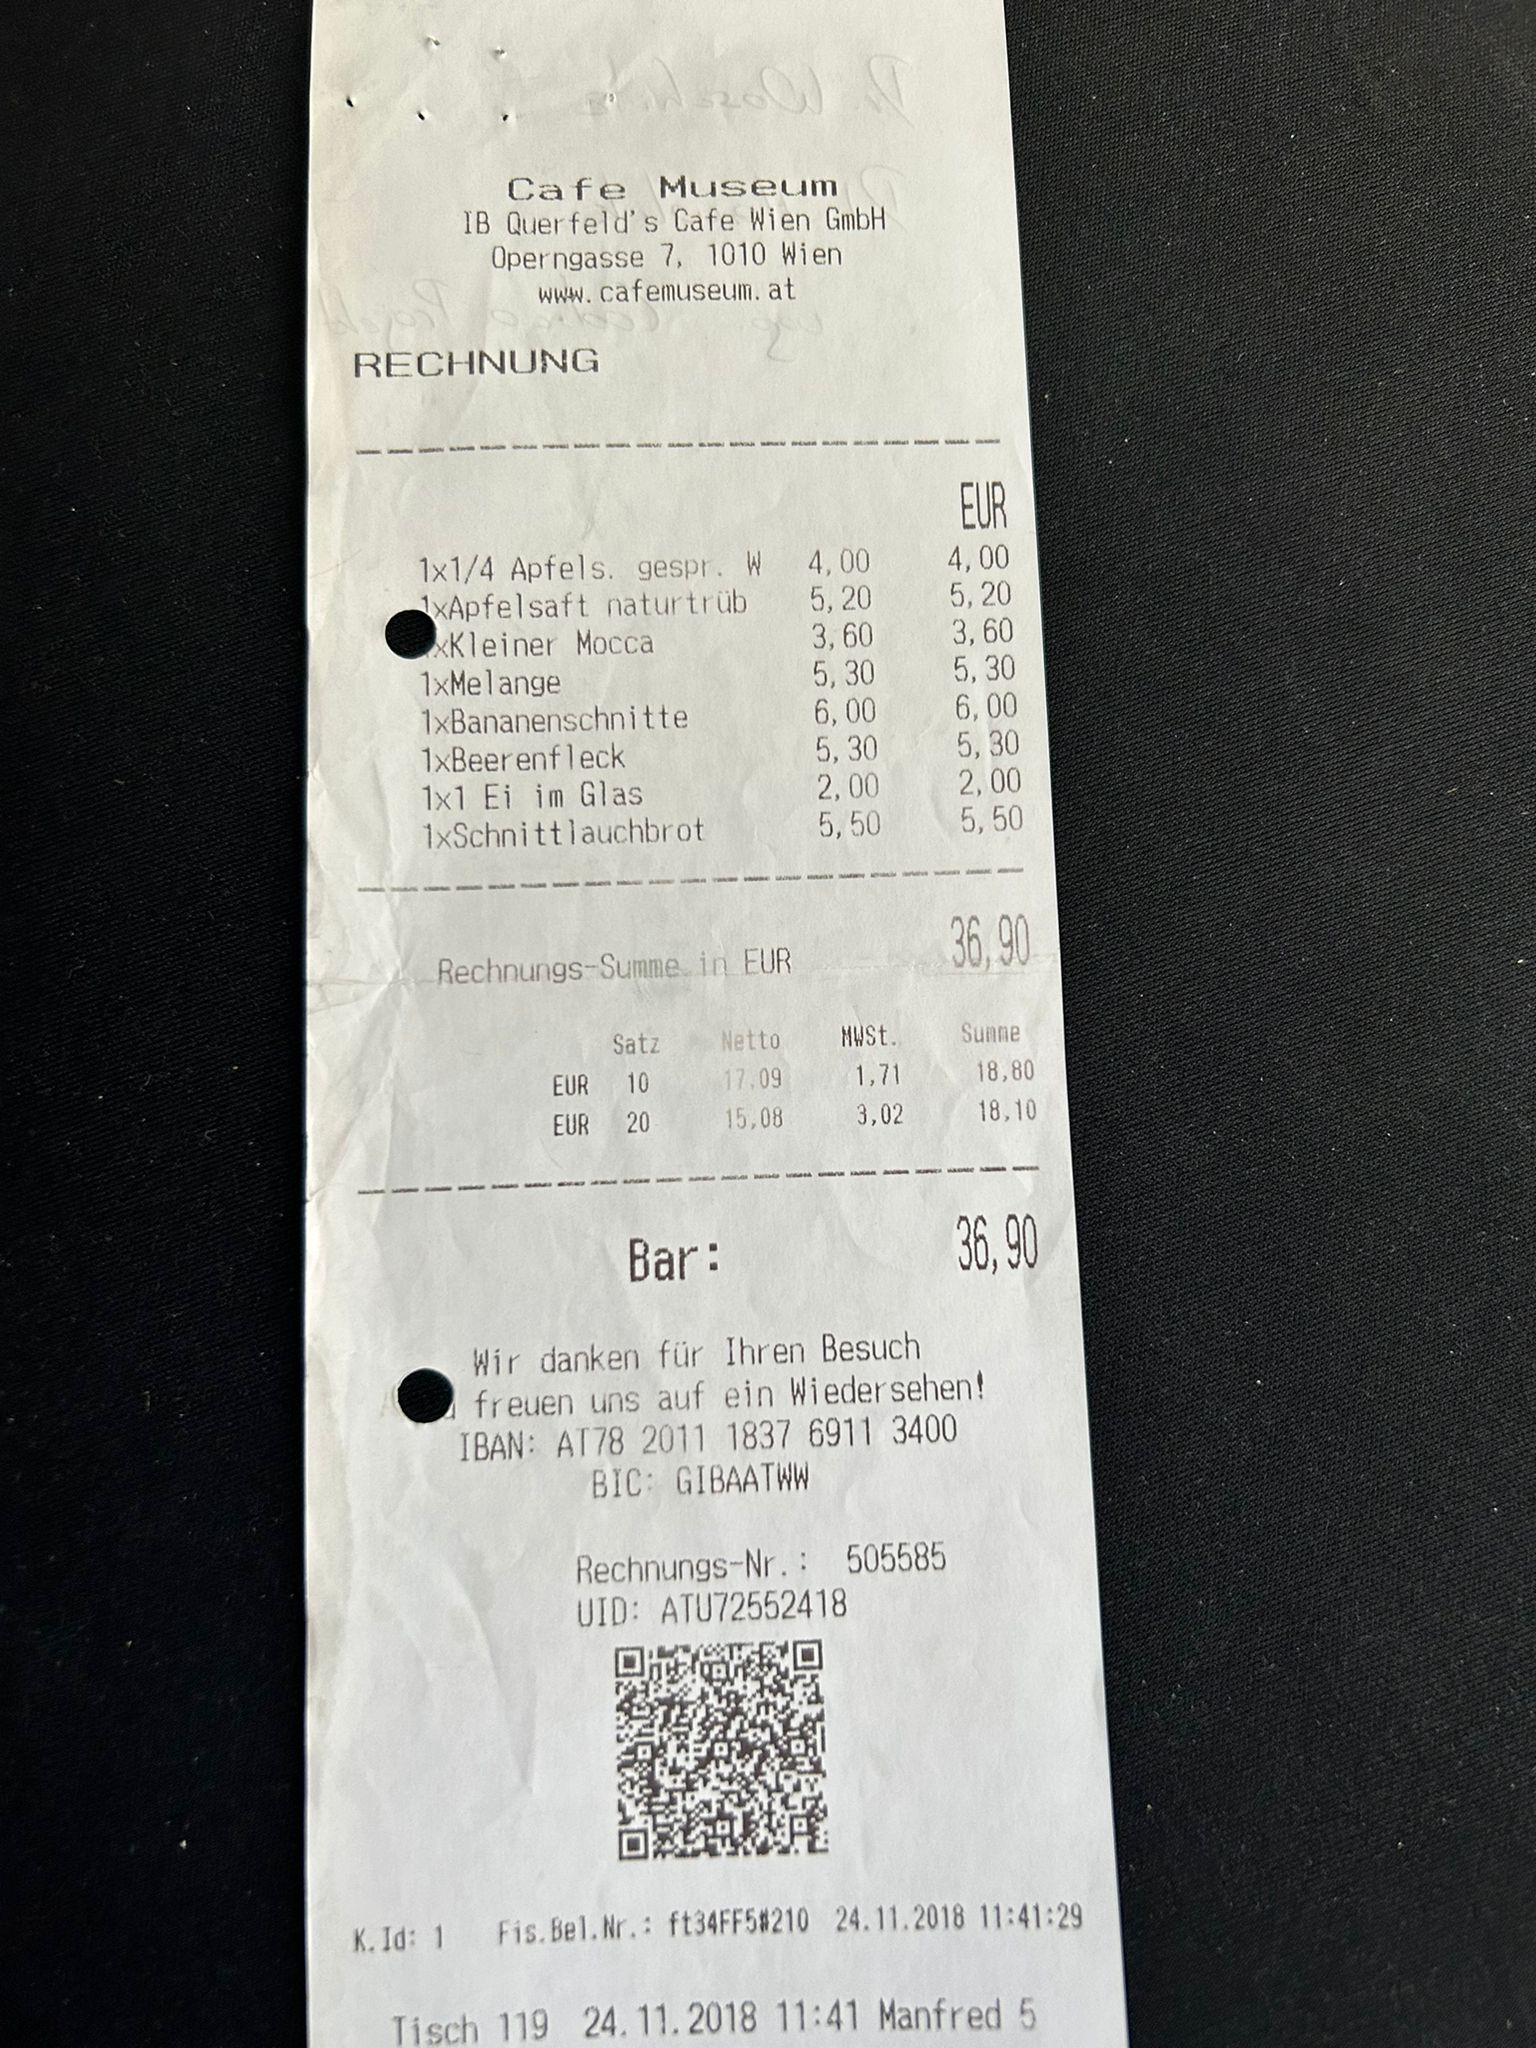 Cafe Museum
IB Querfeld's Cafe Wien GmbH
Operngasse 7, 1010 Wien
www.cafemuseum.at
RECHNUNG
EUR
1x1/4 Apfels. gespr. W 4,00 4,00
1xApfelsaft naturtrüb 5,20 5,20
xKleiner Mocca 3,60 3,60
1xMelange 5,30 5,30
1xBananenschnitte 6,00 6,00
1xBeerenfleck 5,30 5,30
1x1 Ei im Glas 2,00 2,00
1xSchnittlauchbrot 5,50 5,50
Rechnungs-Summe in EUR 36,90
Satz Netto MWSt. Summe
EUR 10 17,09 1,71 18,80
EUR 20 15,08 3,02 18,10
Bar: 36,90
Wir danken für Ihren Besuch
freuen uns auf ein Wiedersehen!
IBAN: AT78 2011 1837 6911 3400
BIC: GIBAATWW
Rechnungs-Nr.: 505585
UID: ATU72552418
K.Id: 1 Fis.Bel.Nr.: ft34FF5#210 24.11.2018 11:41:29
Tisch 119 24.11.2018 11:41 Manfred 5